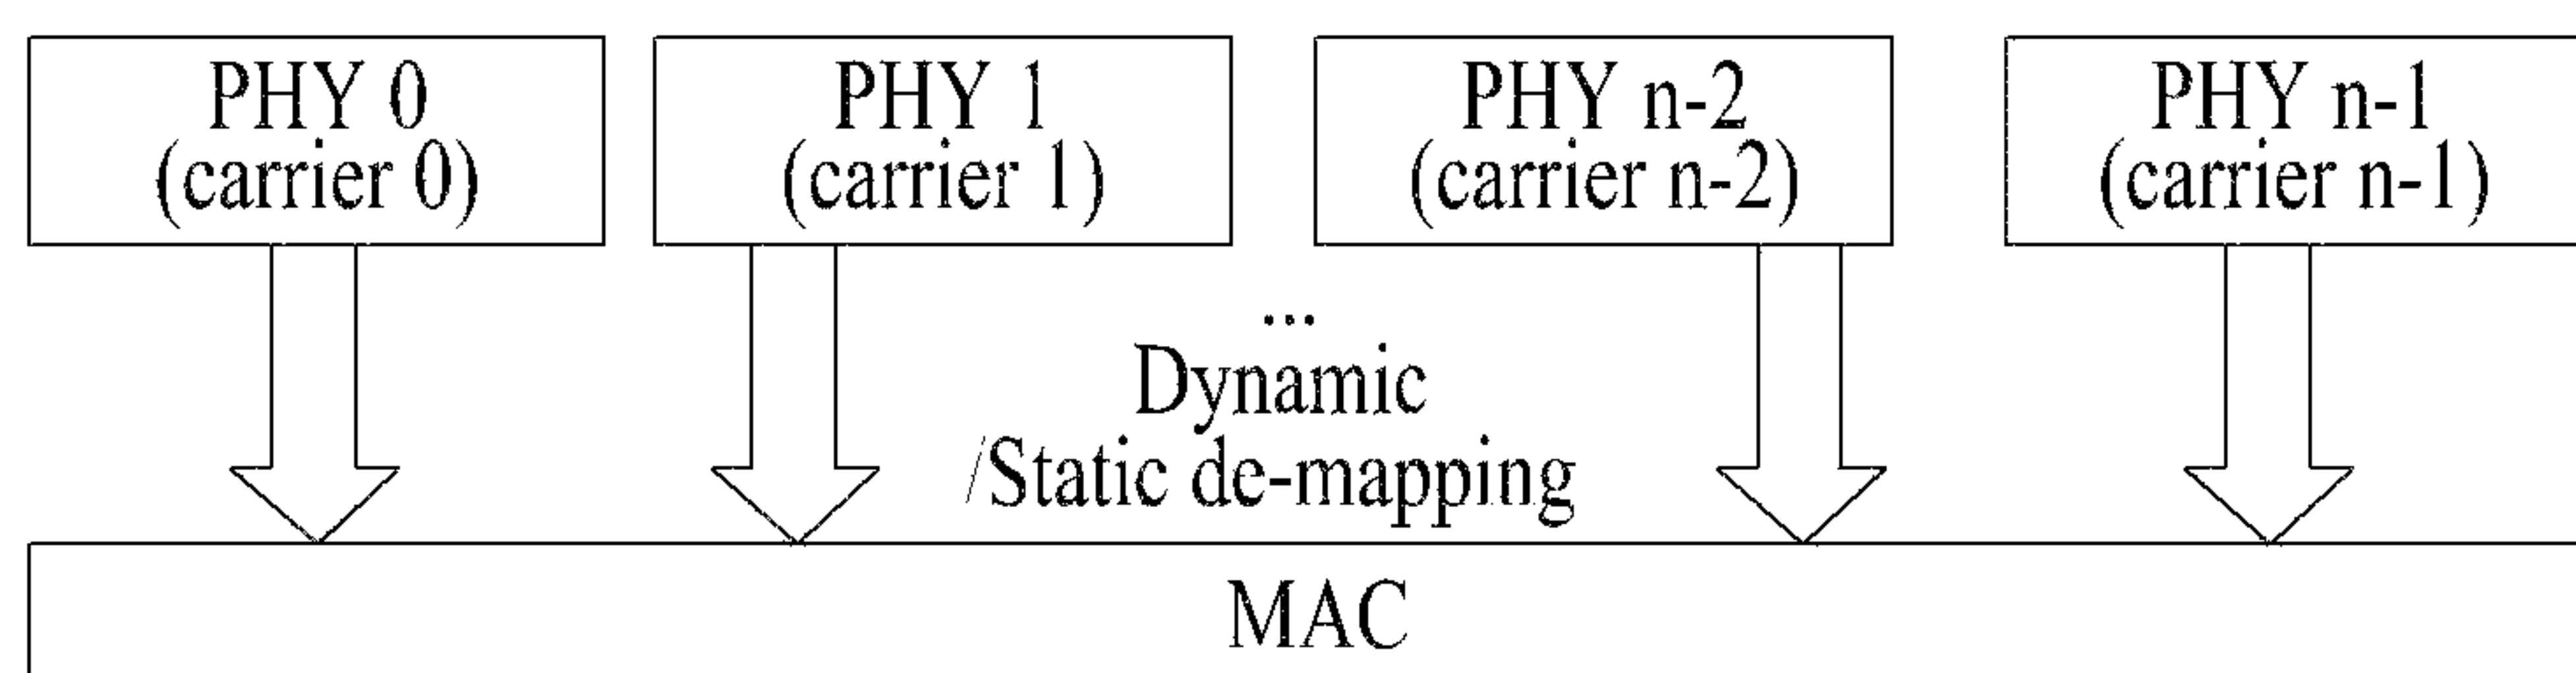 PHY 0
(carrier 0)
PHY 1
(carrier 1)
PHY n-2
(carrier n-2)
PHY n-1
(carrier n-1)
...
Dynamic
/Static de-mapping
MAC